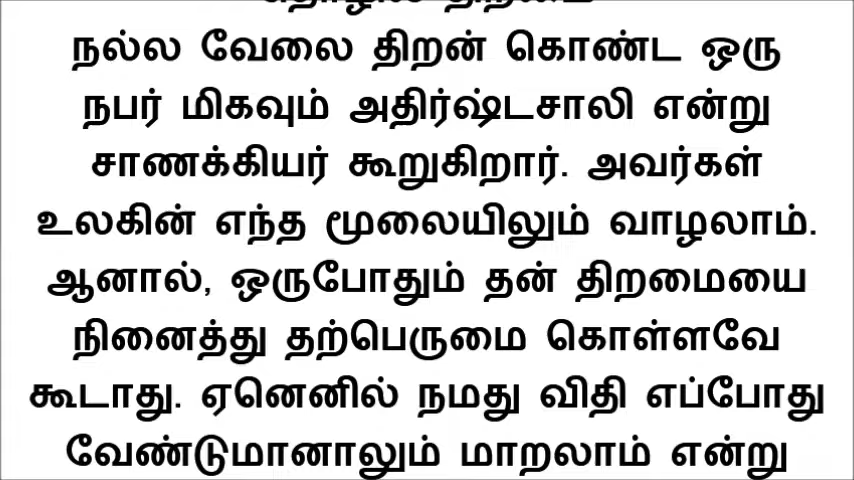 தொழில் திறமை
நல்ல வேலை திறன் கொண்ட ஒரு
நபர் மிகவும் அதிர்ஷ்டசாலி என்று
சாணக்கியர் கூறுகிறார். அவர்கள்
உலகின் எந்த மூலையிலும் வாழலாம்.
ஆனால், ஒருபோதும் தன் திறமையை
நினைத்து தற்பெருமை கொள்ளவே
கூடாது. ஏனெனில் நமது விதி எப்போது
வேண்டுமானாலும் மாறலாம் என்று